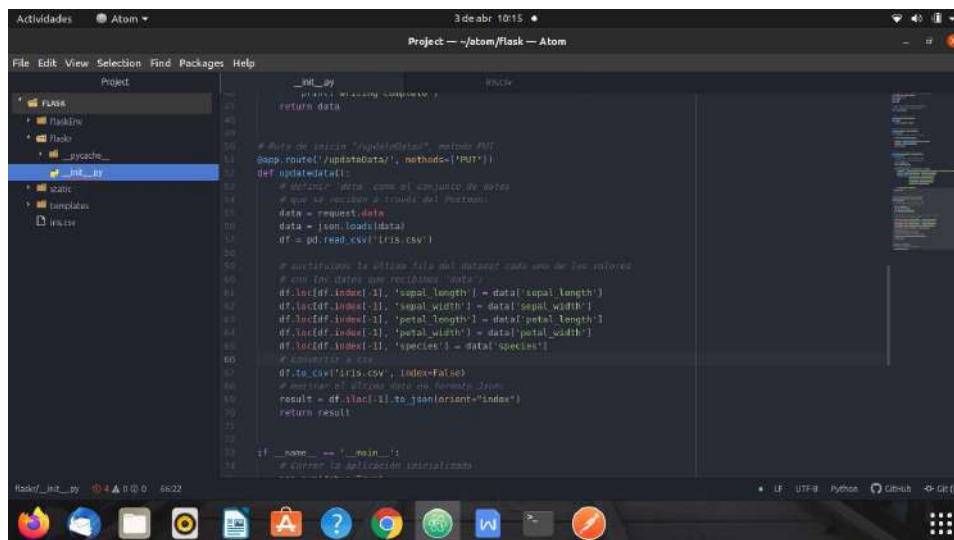 Actividades Atom 3 de abr 10:15
Project — ~/atom/Flask — Atom
File Edit View Selection Find Packages Help
Project
FLASK
flaskEnv
flaskr
__pycache__
__init__.py
static
templates
iris.csv
__init__.py iris.csv
return data
# Ruta de inicio "/updateData/", metodo PUT
@app.route('/updateData/', methods=['PUT'])
def updatedata():
# definir 'data' como el conjunto de datos
# que se reciben a través del Postman:
data = request.data
data = json.loads(data)
df = pd.read_csv('iris.csv')
# sustituimos la última fila del dataset cada uno de los valores
# con los datos que recibimos 'data':
df.loc[df.index[-1], 'sepal_length'] = data['sepal_length']
df.loc[df.index[-1], 'sepal_width'] = data['sepal_width']
df.loc[df.index[-1], 'petal_length'] = data['petal_length']
df.loc[df.index[-1], 'petal_width'] = data['petal_width']
df.loc[df.index[-1], 'species'] = data['species']
66 # convertir a csv
df.to_csv('iris.csv', index=False)
# mostrar el último dato en formato Json:
result = df.iloc[-1].to_json(orient="index")
return result
if __name__ == '__main__':
# Correr la aplicación inicializada
flaskr/__init__.py 4 0 0 66:22 LF UTF-8 Python GitHub Git (